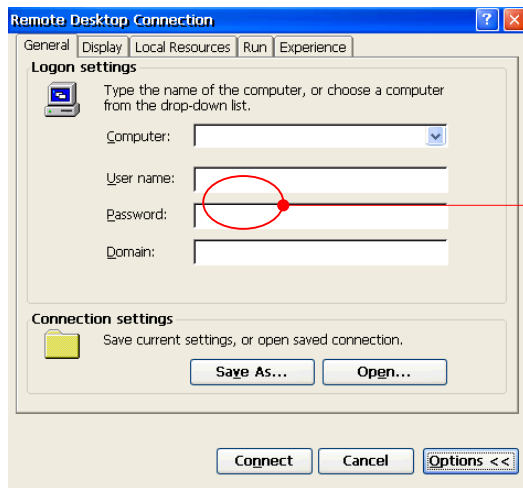 Remote Desktop Connection
General Display Local Resources Run Experience
Logon settings
Type the name of the computer, or choose a computer
from the drop-down list.
Computer:
User name:
Password:
Domain:
Connection settings
Save current settings, or open saved connection.
Save As... Open...
Connect Cancel Options <<